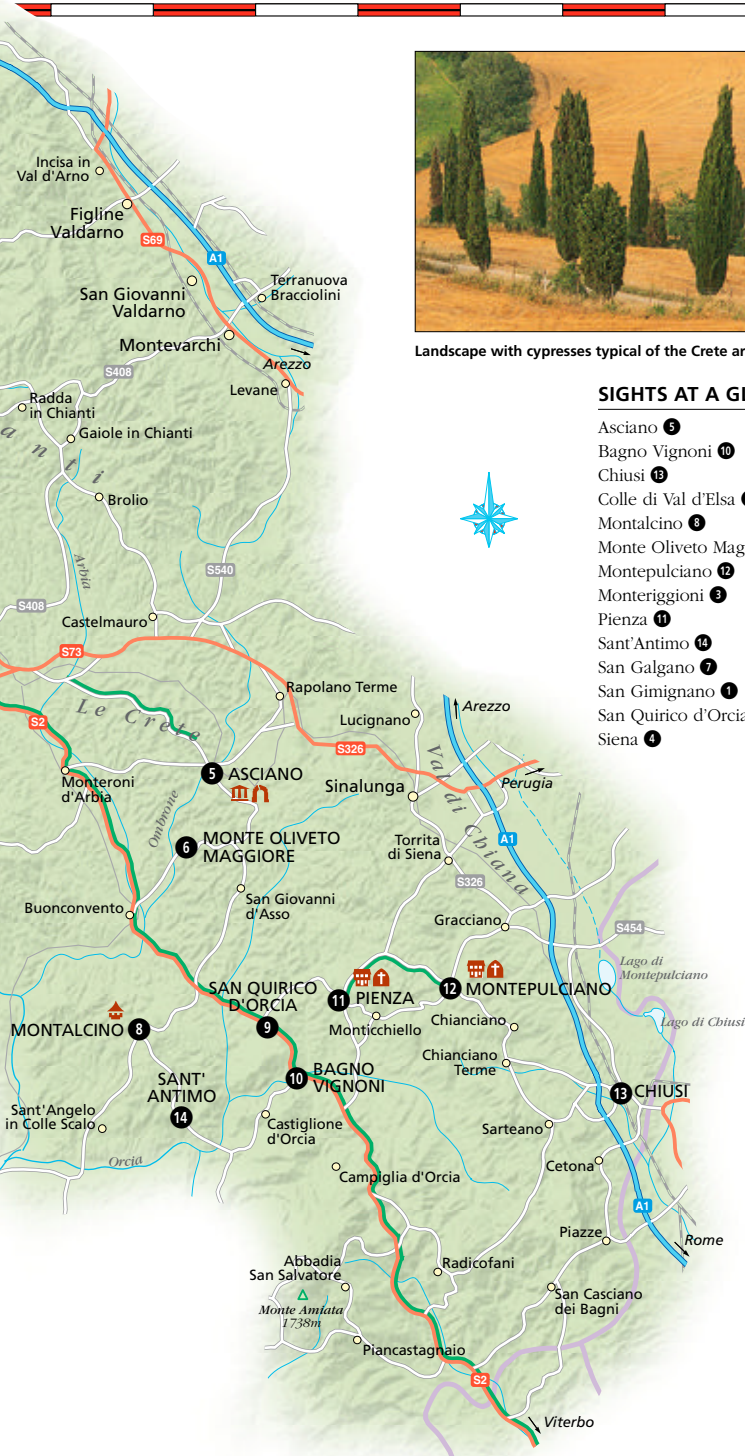 Incisa in
Val d'Arno
Figline
Valdarno
S69
A1
San Giovanni
Valdarno
Terranuova
Bracciolini
Montevarchi
Arezzo
S408
Levane
Landscape with cypresses typical of the Crete
Radda
in Chianti
Gaiole in Chianti
a n t i
Brolio
SIGHTS AT A
Asciano 5
Bagno Vignoni 10
Chiusi 13
Colle di Val d'Elsa
Montalcino 8
Monte Oliveto
Montepulciano 12
Monteriggioni 3
Pienza 11
Sant'Antimo 14
San Galgano 7
San Gimignano 1
San Quirico d'Orcia
Siena 4
Arbia
S540
S408
Castelmauro
S73
Rapolano Terme
Le Crete
S2
Lucignano
Arezzo
S326
Val di Chiana
Monteroni
d'Arbia
5 ASCIANO
Sinalunga
Perugia
Ombrone
6 MONTE OLIVETO
MAGGIORE
Torrita
di Siena
A1
S326
San Giovanni
d'Asso
Buonconvento
Gracciano
S454
Lago di
Montepulciano
SAN QUIRICO
D'ORCIA
9
11 PIENZA
12 MONTEPULCIANO
Monticchiello
Chianciano
Lago di Chiusi
MONTALCINO 8
Chianciano
Terme
10 BAGNO
VIGNONI
SANT'
ANTIMO
14
13 CHIUSI
Sant'Angelo
in Colle Scalo
Castiglione
d'Orcia
Sarteano
Orcia
Campiglia d'Orcia
Cetona
A1
Piazze
Rome
Abbadia
San Salvatore
Radicofani
Monte Amiata
1738m
San Casciano
dei Bagni
Piancastagnaio
S2
Viterbo